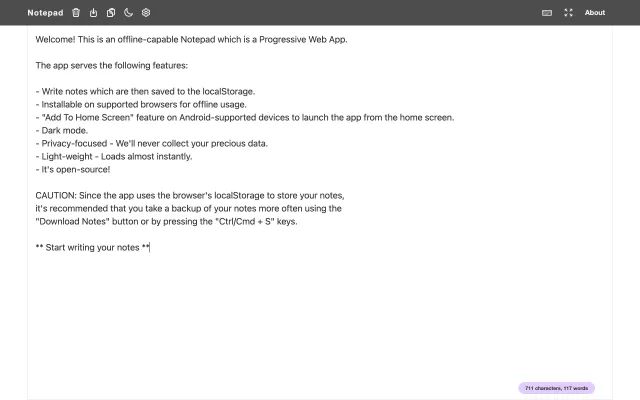 Notepad
About
Welcome! This is an offline-capable Notepad which is a Progressive Web App.
The app serves the following features:
- Write notes which are then saved to the localStorage.
- Installable on supported browsers for offline usage.
- "Add To Home Screen" feature on Android-supported devices to launch the app from the home screen.
- Dark mode.
- Privacy-focused - We'll never collect your precious data.
- Light-weight - Loads almost instantly.
- It's open-source!
CAUTION: Since the app uses the browser's localStorage to store your notes,
it's recommended that you take a backup of your notes more often using the
"Download Notes" button or by pressing the "Ctrl/Cmd + S" keys.
** Start writing your notes **
711 characters, 117 words